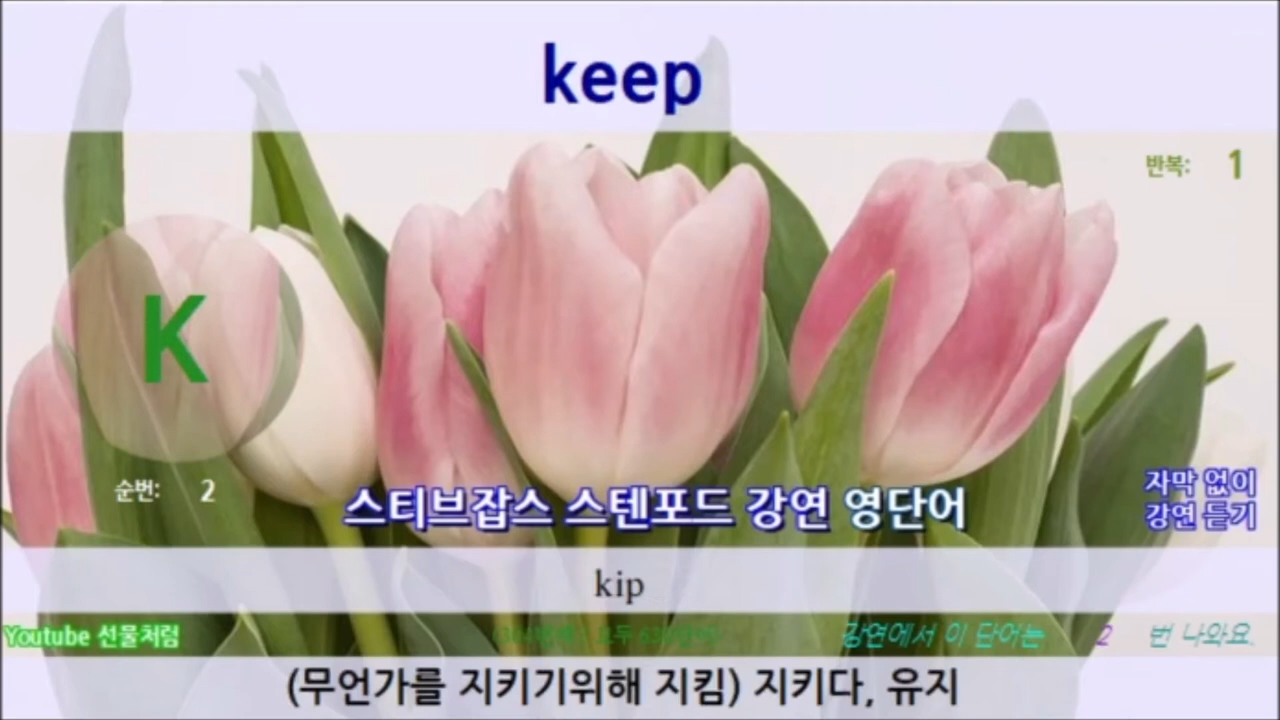 keep
반복: 1
K
순번: 2
스티브잡스 스텐포드 강연 영단어
자막 없이
강연 듣기
kip
Youtube 선물처럼
강연에서 이 단어는 2 번 나와요.
(무언가를 지키기위해 지킴) 지키다, 유지